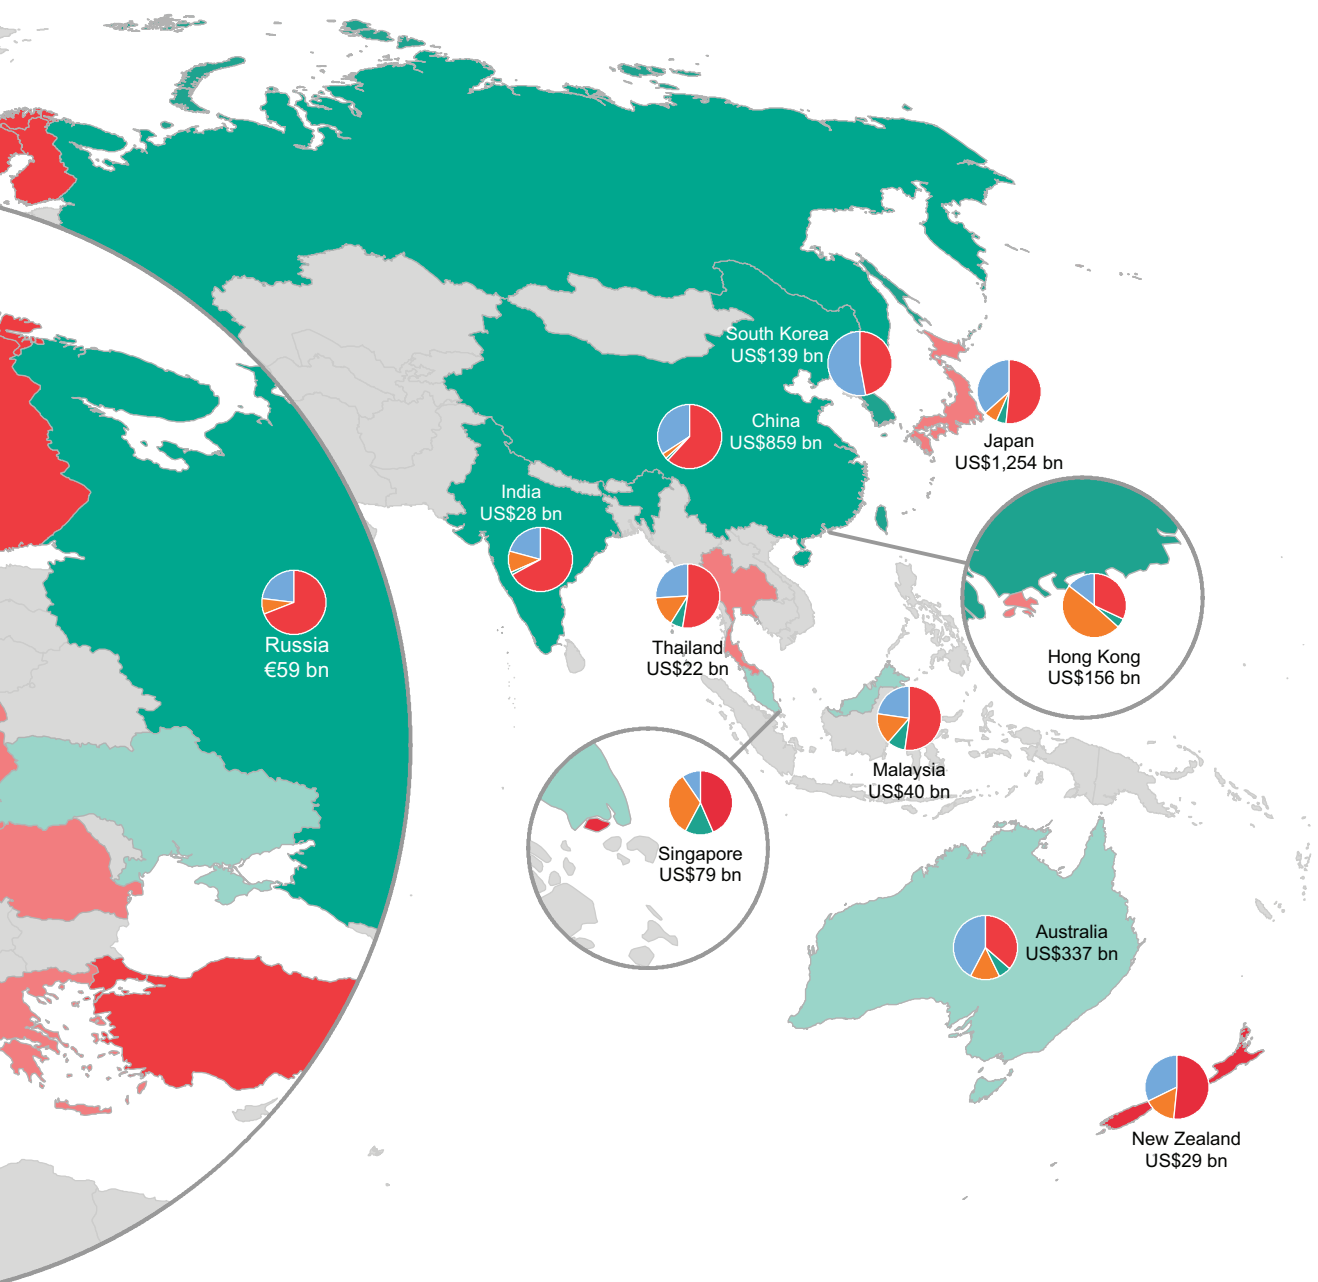 South Korea
US$139 bn
China
US$859 bn
Japan
US$1,254 bn
India
US$28 bn
Russia
€59 bn
Thailand
US$22 bn
Hong Kong
US$156 bn
Malaysia
US$40 bn
Singapore
US$79 bn
Australia
US$337 bn
New Zealand
US$29 bn